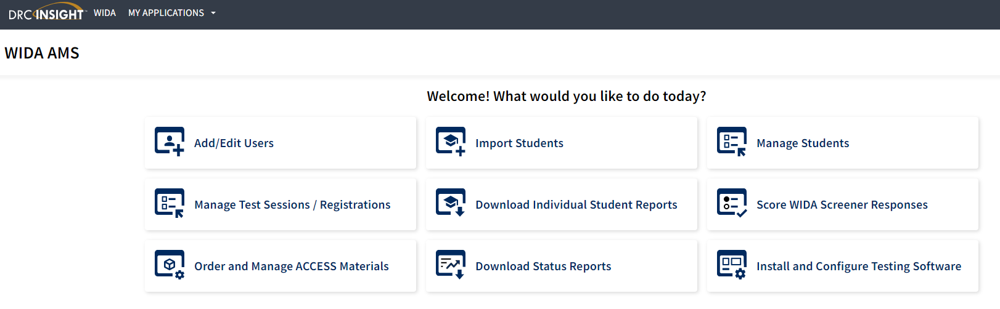 DRC INSIGHT™ WIDA MY APPLICATIONS
WIDA AMS
Welcome! What would you like to do today?
Add/Edit Users
Import Students
Manage Students
Manage Test Sessions / Registrations
Download Individual Student Reports
Score WIDA Screener Responses
Order and Manage ACCESS Materials
Download Status Reports
Install and Configure Testing Software